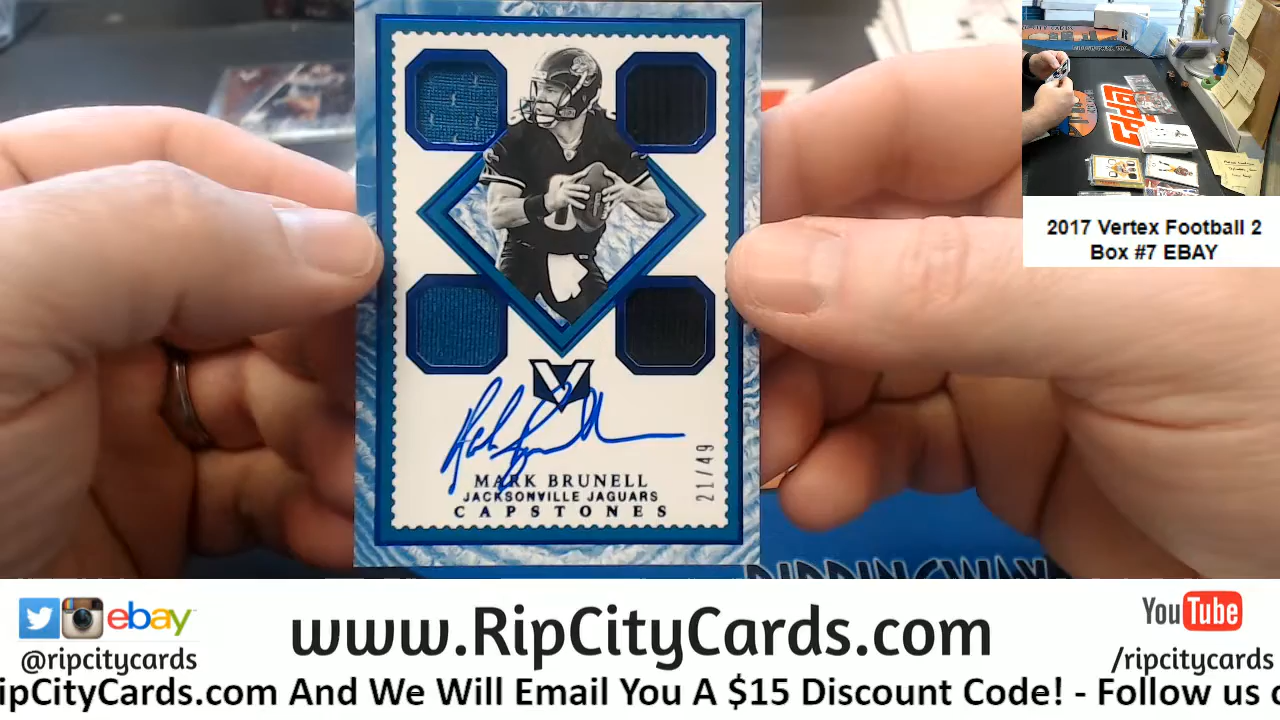 MARK BRUNELL
JACKSONVILLE JAGUARS
CAPSTONES
21/49
2017 Vertex Football 2
Box #7 EBAY
ebay
@ripcitycards
www.RipCityCards.com
YouTube
/ripcitycards
ipCityCards.com And We Will Email You A $15 Discount Code! - Follow us o